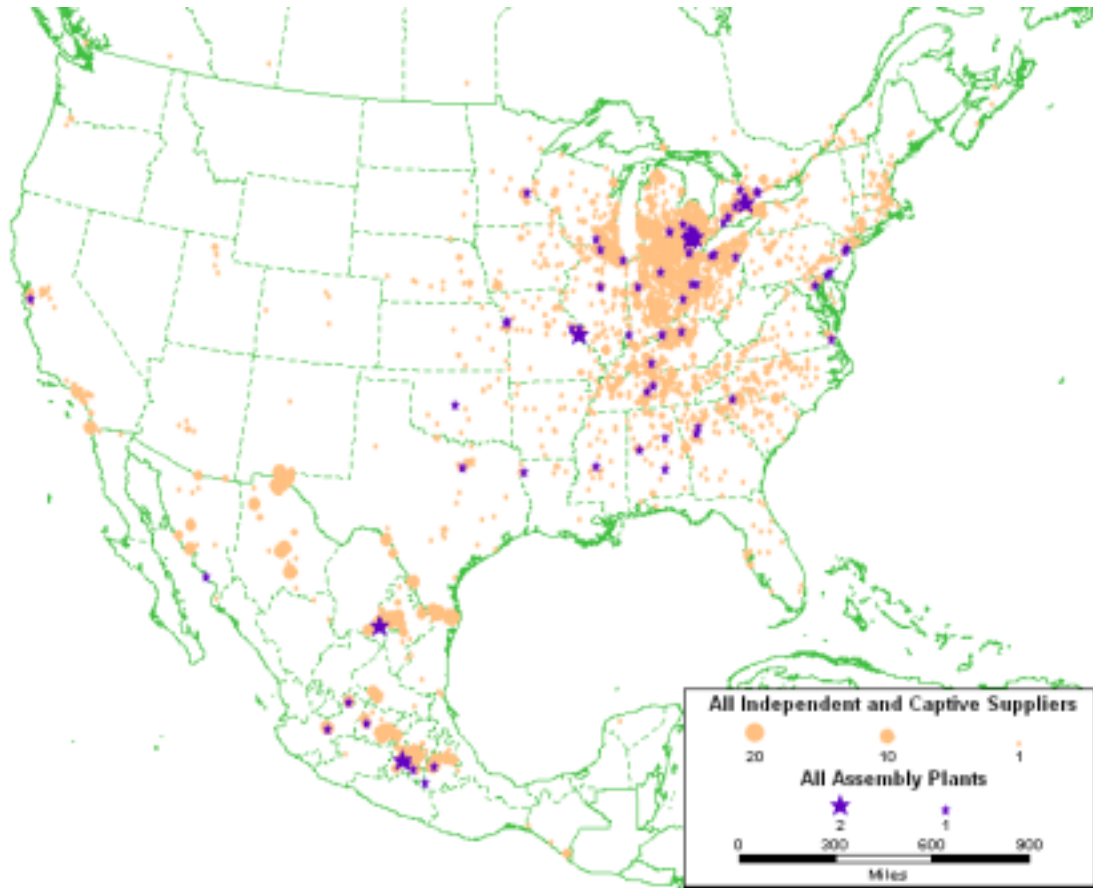 All Independent and Captive Suppliers
20 10 1
All Assembly Plants
2 1
0 300 600 900
Miles